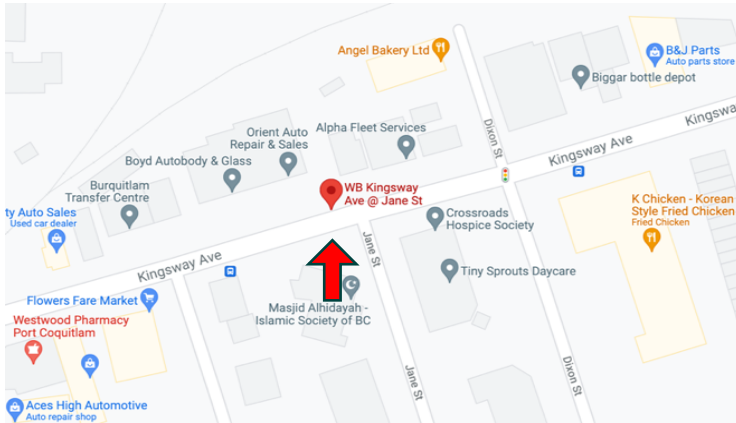 Angel Bakery Ltd
B&J Parts
Auto parts store
Biggar bottle depot
Kingswa
Orient Auto
Repair & Sales
Alpha Fleet Services
Dixon St
Kingsway Ave
Boyd Autobody & Glass
Burquitlam
Transfer Centre
WB Kingsway
Ave @ Jane St
K Chicken - Korean
Style Fried Chicken
Fried Chicken
ty Auto Sales
Used car dealer
Crossroads
Hospice Society
Jane St
Kingsway Ave
Tiny Sprouts Daycare
Flowers Fare Market
Masjid Alhidayah -
Islamic Society of BC
Westwood Pharmacy
Port Coquitlam
Jane St
Dixon St
Aces High Automotive
Auto repair shop